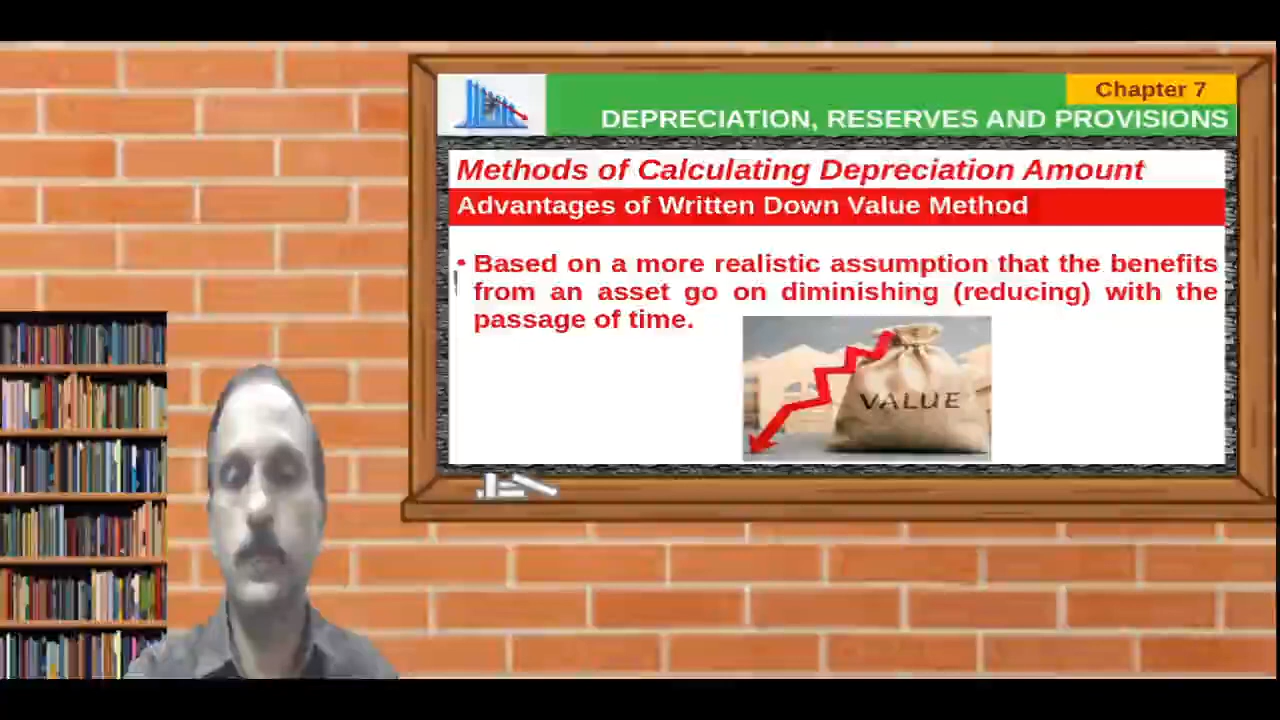 Chapter 7
DEPRECIATION, RESERVES AND PROVISIONS
Methods of Calculating Depreciation Amount
Advantages of Written Down Value Method
• Based on a more realistic assumption that the benefits
from an asset go on diminishing (reducing) with the
passage of time.
VALUE